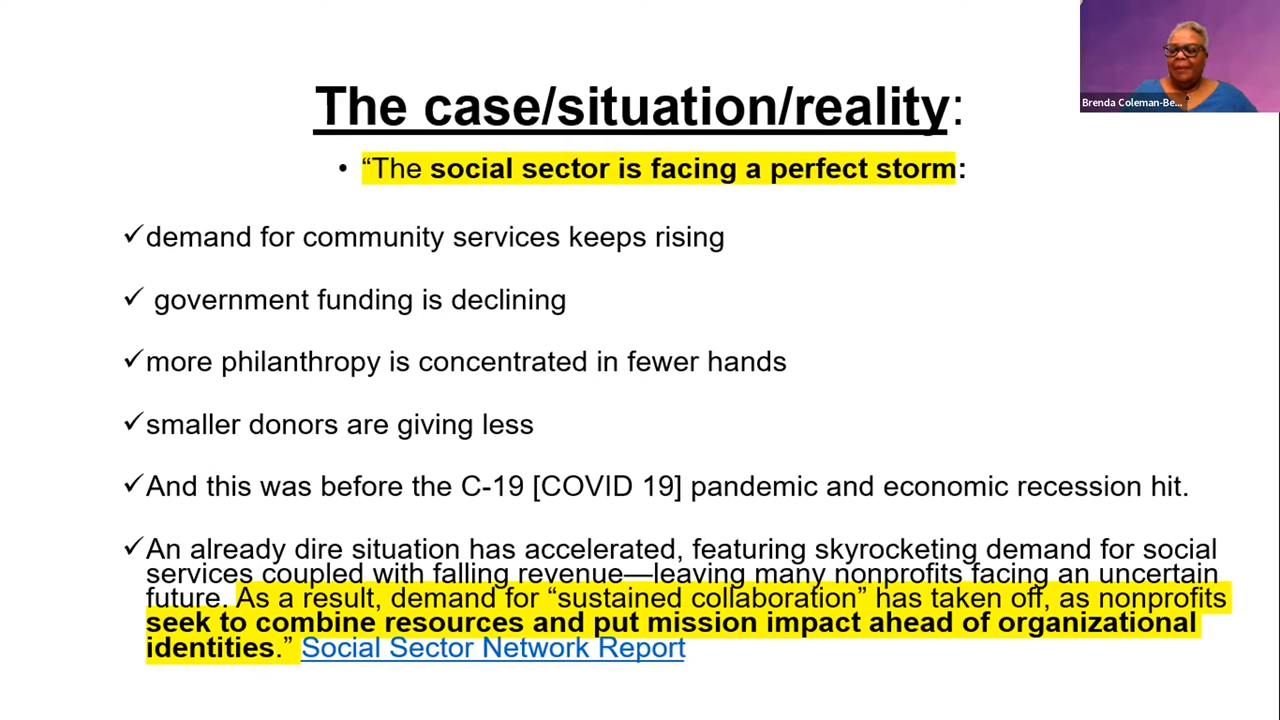 The case/situation/reality:
Brenda Coleman-Be...
• “The social sector is facing a perfect storm:
✓demand for community services keeps rising
✓ government funding is declining
✓more philanthropy is concentrated in fewer hands
✓smaller donors are giving less
✓And this was before the C-19 [COVID 19] pandemic and economic recession hit.
✓An already dire situation has accelerated, featuring skyrocketing demand for social
services coupled with falling revenue—leaving many nonprofits facing an uncertain
future. As a result, demand for “sustained collaboration” has taken off, as nonprofits
seek to combine resources and put mission impact ahead of organizational
identities.” Social Sector Network Report